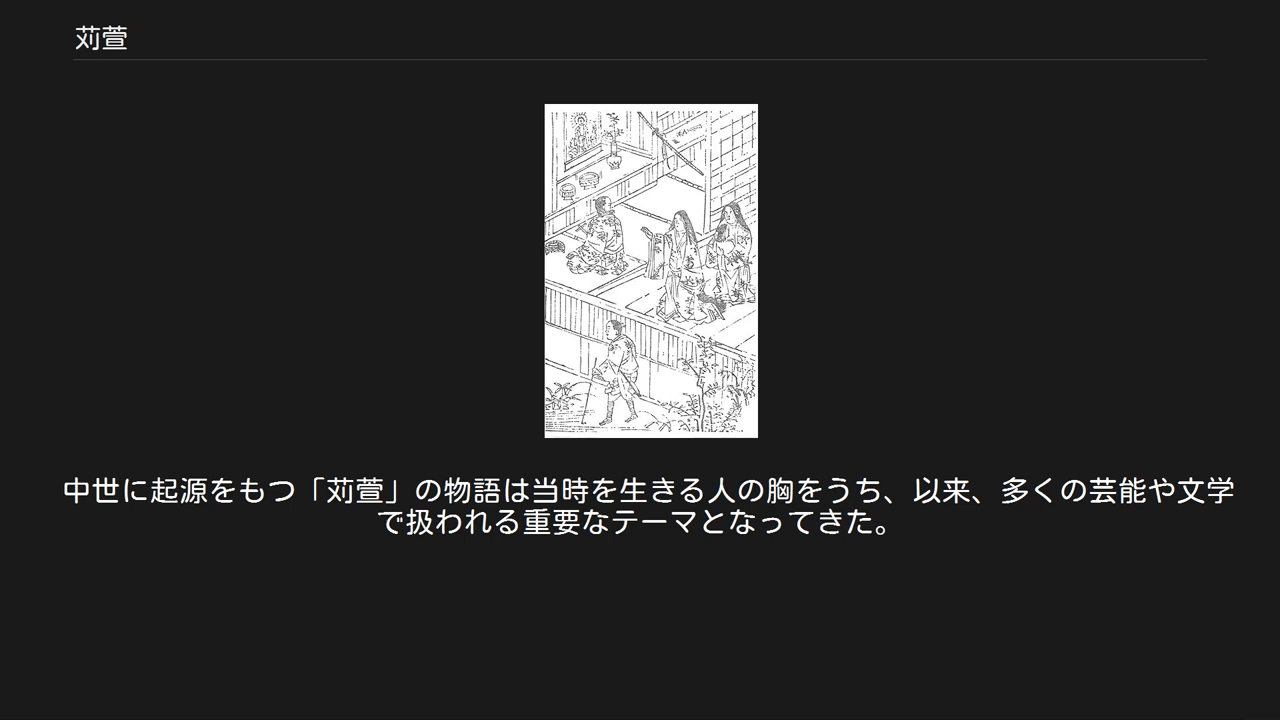 苅萱
中世に起源をもつ「苅萱」の物語は当時を生きる人の胸をうち、以来、多くの芸能や文学
で扱われる重要なテーマとなってきた。